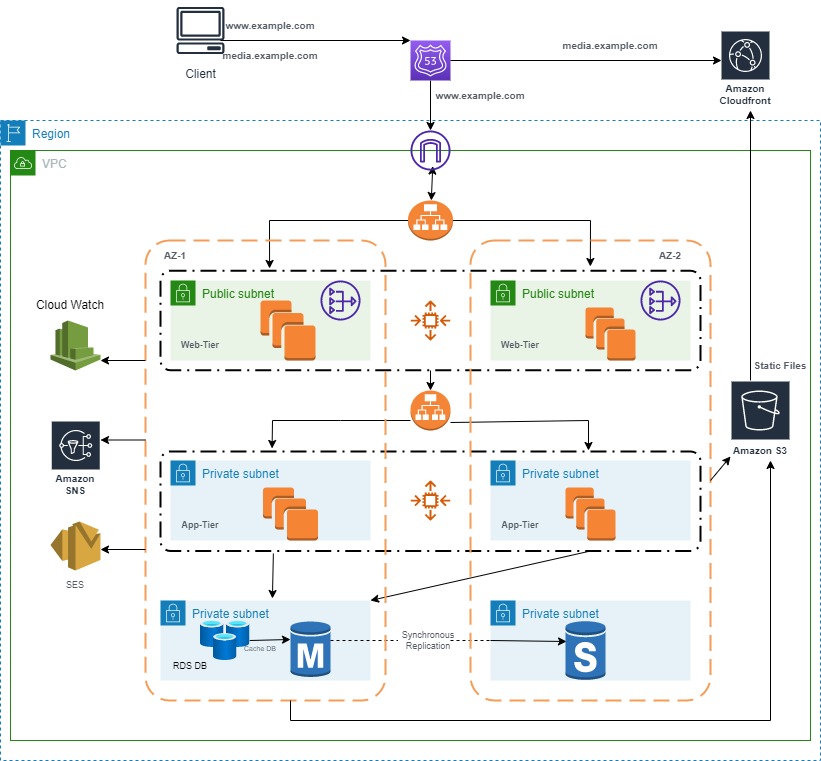 www.example.com
media.example.com
Client
53
media.example.com
Amazon
Cloudfront
www.example.com
Region
VPC
AZ-1
AZ-2
Public subnet
Public subnet
Cloud Watch
Web-Tier
Web-Tier
Static Files
Amazon S3
Private subnet
Private subnet
Amazon
SNS
App-Tier
App-Tier
SES
Private subnet
Private subnet
Cache DB
RDS DB
M
Synchronous
Replication
S